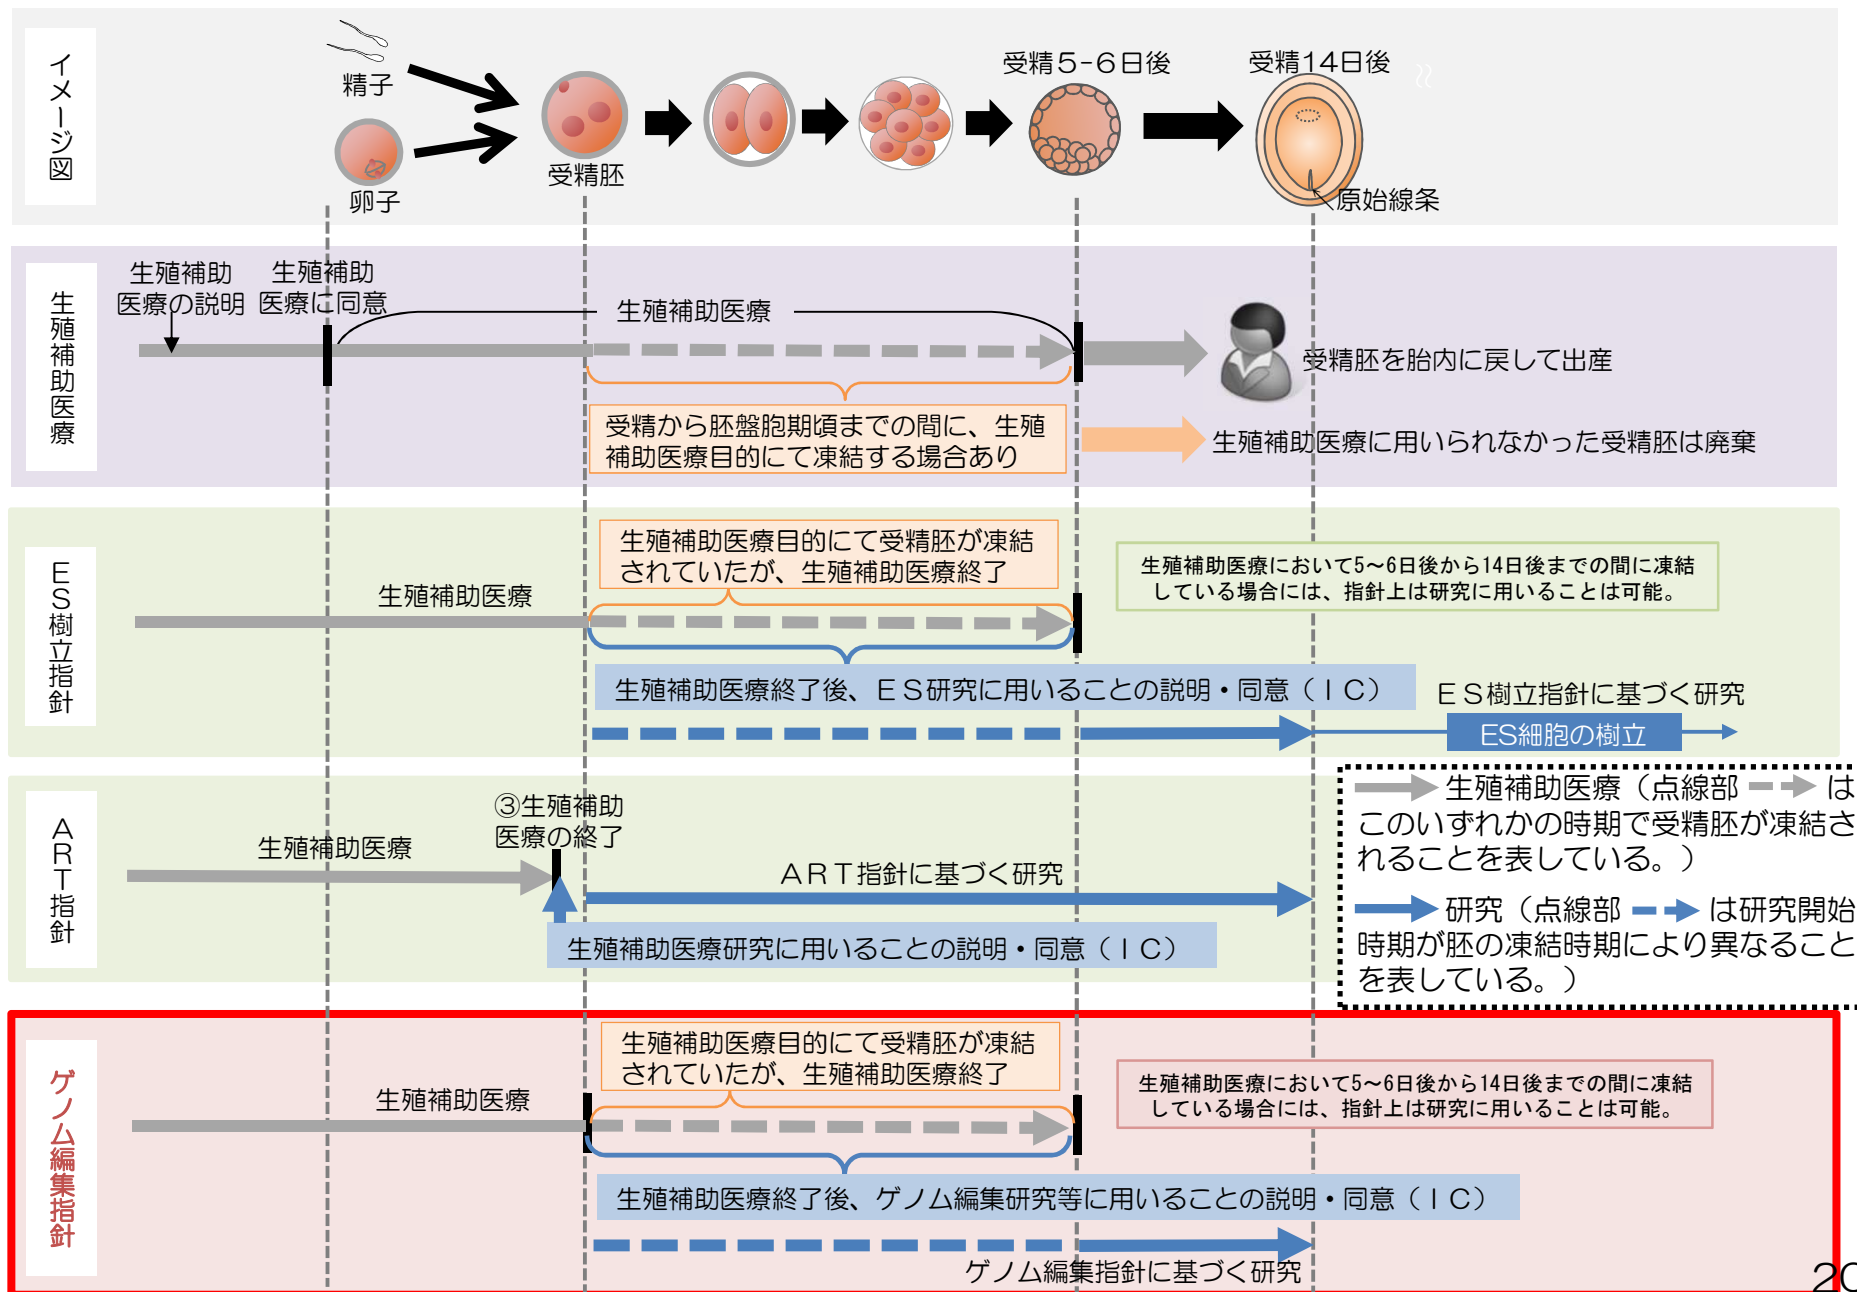 イメージ図
精子
卵子
受精胚
受精５-６日後
受精14日後
原始線条
生殖補助医療
生殖補助
医療の説明
生殖補助
医療に同意
生殖補助医療
受精胚を胎内に戻して出産
受精から胚盤胞期頃までの間に、生殖
補助医療目的にて凍結する場合あり
生殖補助医療に用いられなかった受精胚は廃棄
ＥＳ樹立指針
生殖補助医療
生殖補助医療目的にて受精胚が凍結
されていたが、生殖補助医療終了
生殖補助医療において5～6日後から14日後までの間に凍結
している場合には、指針上は研究に用いることは可能。
生殖補助医療終了後、ＥＳ研究に用いることの説明・同意（ＩＣ）
ＥＳ樹立指針に基づく研究
ES細胞の樹立
ＡＲＴ指針
生殖補助医療
③生殖補助
医療の終了
ＡＲＴ指針に基づく研究
生殖補助医療研究に用いることの説明・同意（ＩＣ）
生殖補助医療（点線部 は
このいずれかの時期で受精胚が凍結さ
れることを表している。）
研究（点線部 は研究開始
時期が胚の凍結時期により異なること
を表している。）
ゲノム編集指針
生殖補助医療
生殖補助医療目的にて受精胚が凍結
されていたが、生殖補助医療終了
生殖補助医療において5～6日後から14日後までの間に凍結
している場合には、指針上は研究に用いることは可能。
生殖補助医療終了後、ゲノム編集研究等に用いることの説明・同意（ＩＣ）
ゲノム編集指針に基づく研究
20